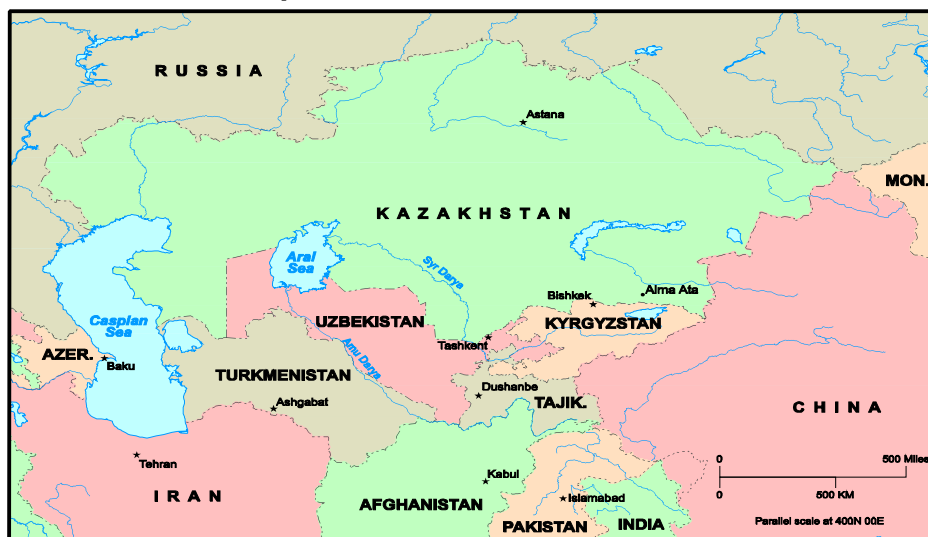 RUSSIA
Astana
MON.
KAZAKHSTAN
Aral
Sea
Syr Darya
Alma Ata
Bishkek
Caspian
Sea
UZBEKISTAN
KYRGYZSTAN
Tashkent
AZER.
Baku
Amu Darya
TURKMENISTAN
Dushanbe
TAJIK.
Ashgabat
CHINA
Tehran
0
500 Miles
Kabul
IRAN
0
500 KM
Islamabad
AFGHANISTAN
PAKISTAN
INDIA
Parallel scale at 400N 00E